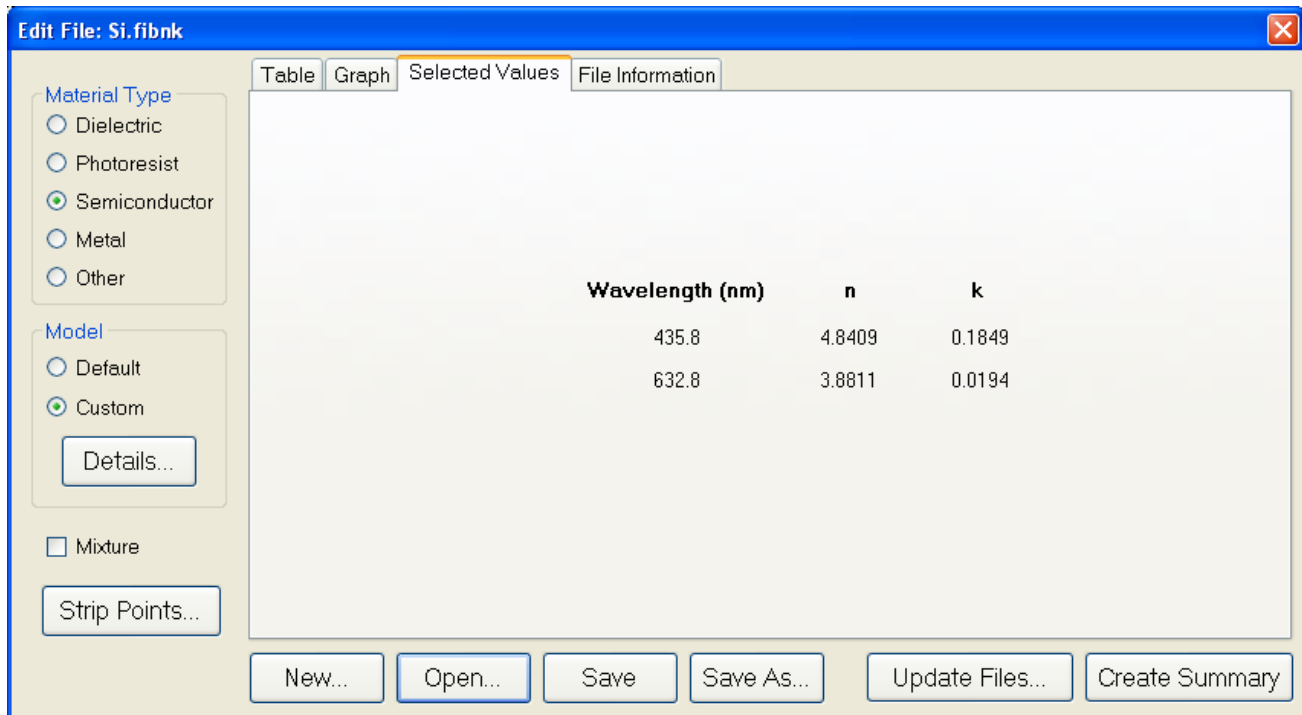 Edit File: Si.fibnk
Table Graph Selected Values File Information
Material Type
Dielectric
Photoresist
Semiconductor
Metal
Other
Model
Default
Custom
Details...
Mixture
Strip Points...
Wavelength (nm) n k
435.8 4.8409 0.1849
632.8 3.8811 0.0194
New... Open... Save Save As... Update Files... Create Summary